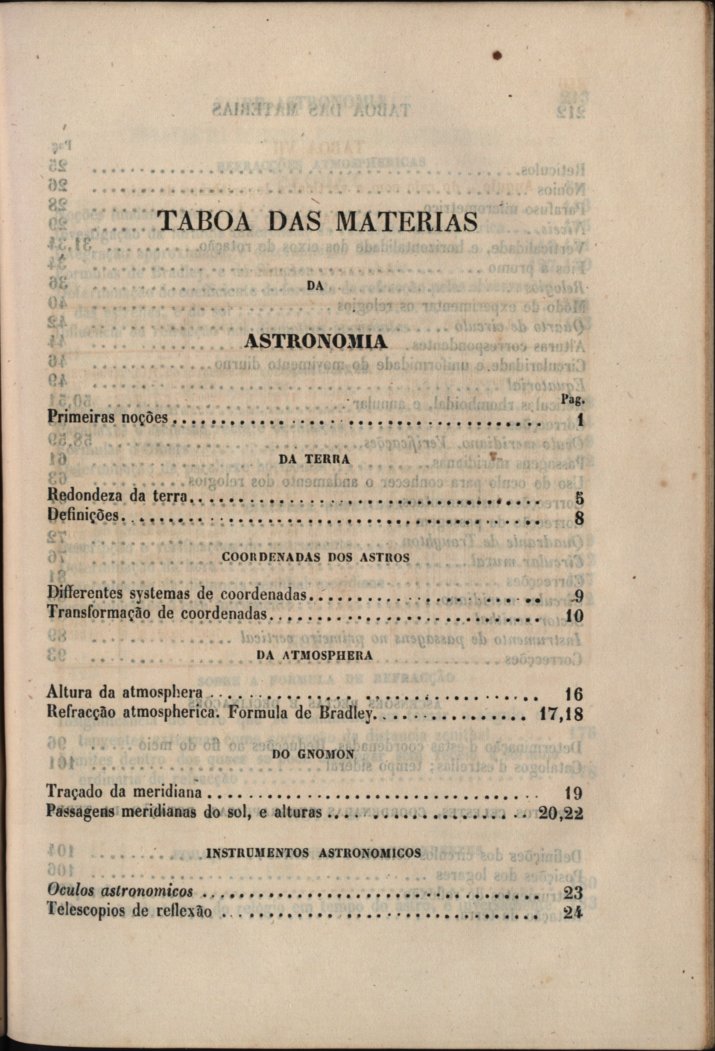 TABOA DAS MATERIAS
DA
ASTRONOMIA
Pag.
Primeiras noções........................................ 1
DA TERRA
Redondeza da terra........................................ 5
Definições........................................ 8
COORDENADAS DOS ASTROS
Differentes systemas de coordenadas........................ 9
Transformação de coordenadas........................ 10
DA ATMOSPHERA
Altura da atmosphera........................ 16
Refracção atmospherica. Formula de Bradley................ 17,18
DO GNOMON
Traçado da meridiana........................ 19
Passagens meridianas do sol, e alturas................ 20,22
INSTRUMENTOS ASTRONOMICOS
Oculos astronomicos........................ 23
Telescopios de reflexão........................ 24